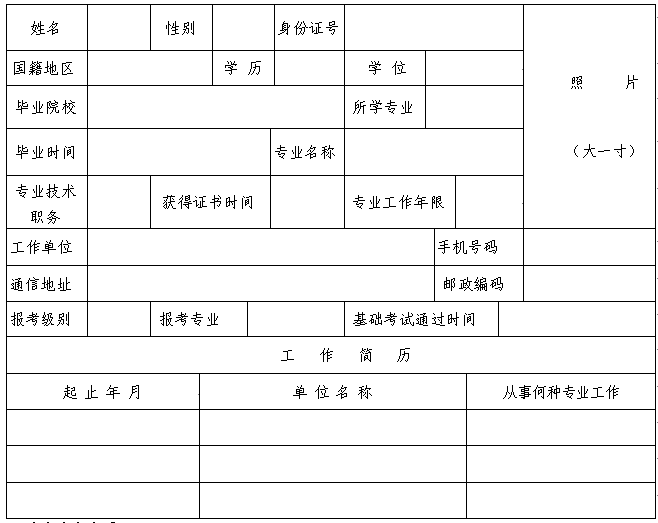 姓名 性别 身份证号
国籍地区 学 历 学 位
照 片
毕业院校 所学专业
毕业时间 专业名称
（大一寸）
专业技术
职务
获得证书时间 专业工作年限
工作单位 手机号码
通信地址 邮政编码
报考级别 报考专业 基础考试通过时间
工 作 简 历
起 止 年 月 单 位 名 称 从事何种专业工作